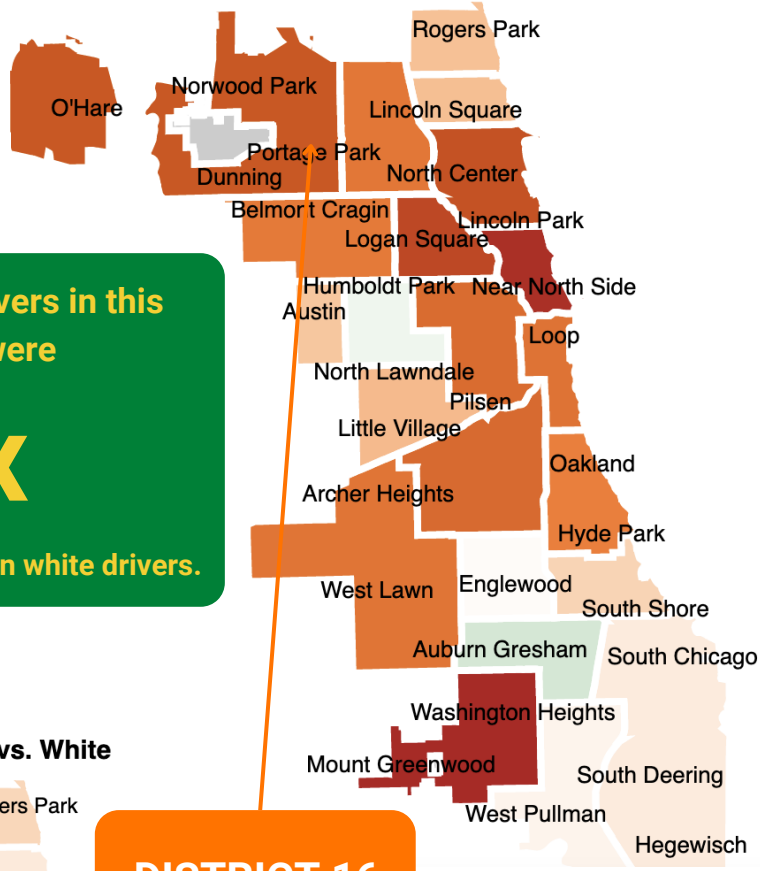 Rogers Park
Norwood Park
O'Hare
Lincoln Square
Portage Park
Dunning
North Center
Belmont Cragin
Lincoln Park
Logan Square
Humboldt Park
Near North Side
Austin
Loop
North Lawndale
Pilsen
Little Village
Oakland
Archer Heights
Hyde Park
West Lawn
Englewood
South Shore
Auburn Gresham
South Chicago
Washington Heights
Mount Greenwood
South Deering
West Pullman
Hegewisch
vers in this
were
x
n white drivers.
vs. White
ers Park
DISTRICT 16